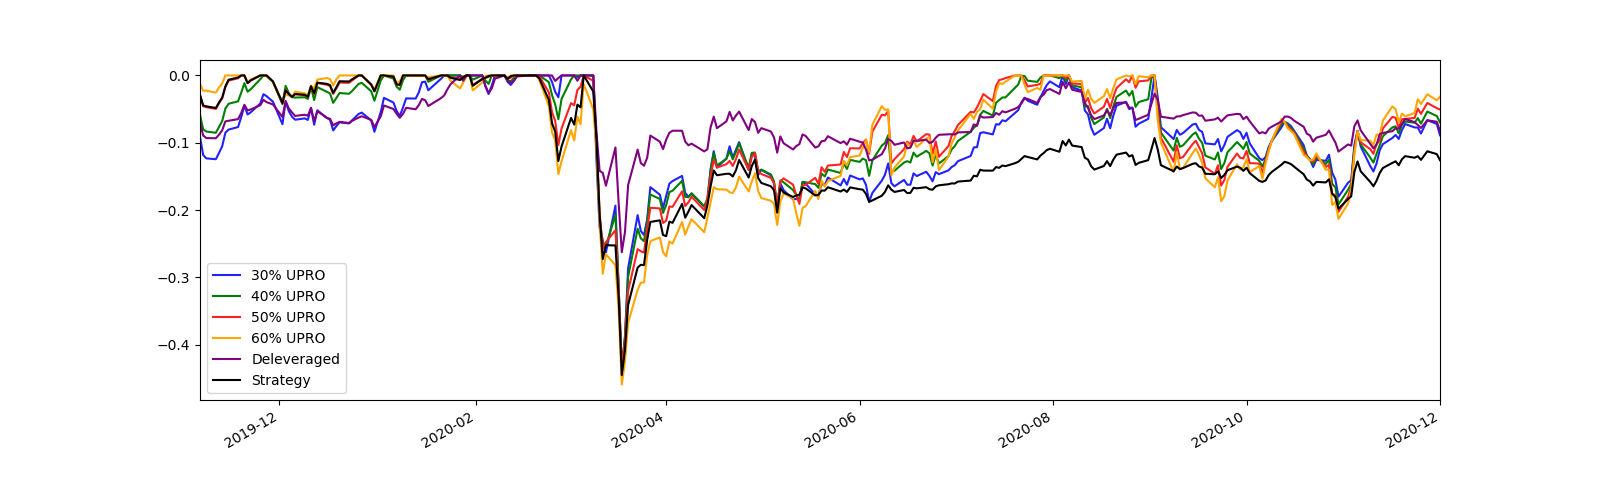 0.0
−0.1
−0.2
−0.3
−0.4
30% UPRO
40% UPRO
50% UPRO
60% UPRO
Deleveraged
Strategy
2019-12
2020-02
2020-04
2020-06
2020-08
2020-10
2020-12